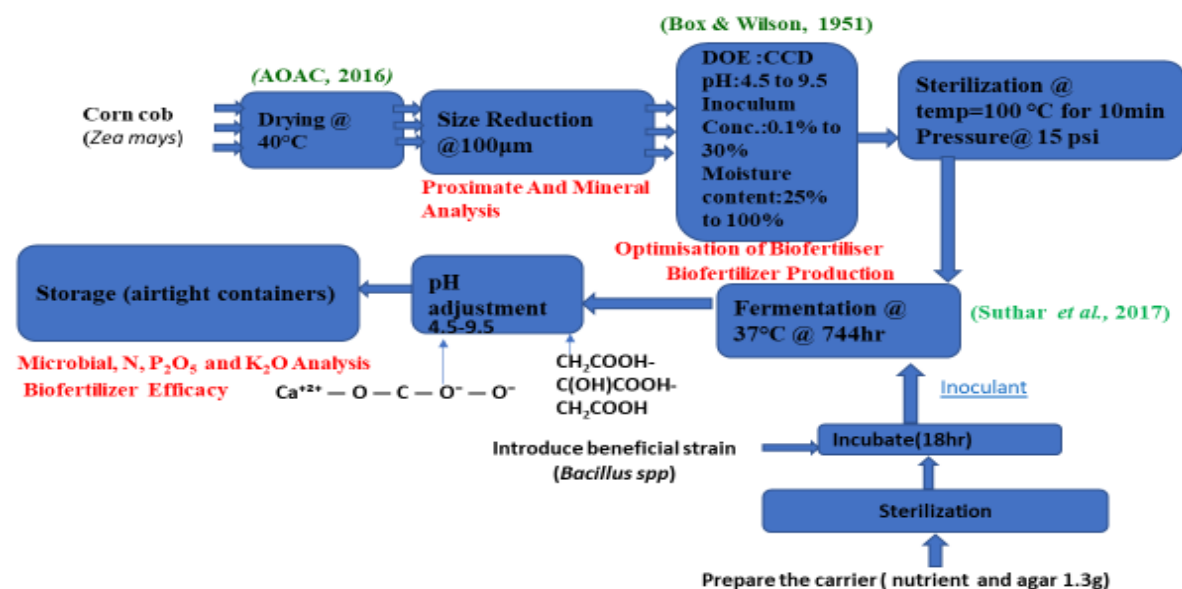 (Box & Wilson, 1951)
(AOAC, 2016)
Corn cob
(Zea mays)
Drying @
40°C
Size Reduction
@100µm
Proximate And Mineral
Analysis
DOE :CCD
pH:4.5 to 9.5
Inoculum
Conc.:0.1% to
30%
Moisture
content:25%
to 100%
Sterilization @
temp=100 °C for 10min
Pressure@ 15 psi
Optimisation of Biofertiliser
Biofertilizer Production
Storage (airtight containers)
Microbial, N, P₂O₅ and K₂O Analysis
Biofertilizer Efficacy
pH
adjustment
4.5-9.5
Ca⁺²⁺ — O — C — O⁻ — O⁻
CH₂COOH-
C(OH)COOH-
CH₂COOH
Fermentation @
37°C @ 744hr
(Suthar et al., 2017)
Inoculant
Introduce beneficial strain
(Bacillus spp)
Incubate(18hr)
Sterilization
Prepare the carrier ( nutrient and agar 1.3g)